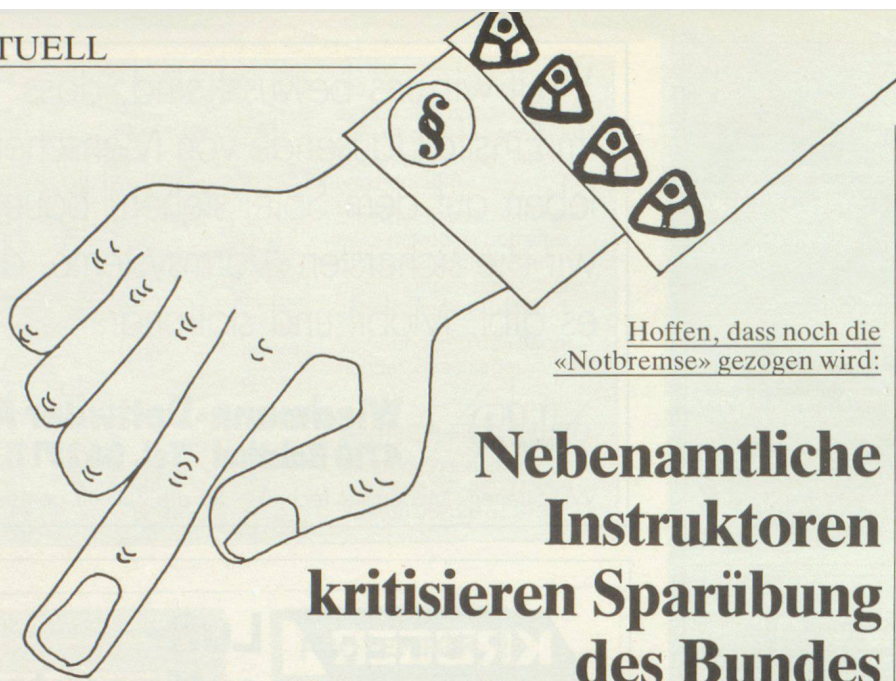 TUELL
§
Hoffen, dass noch die
«Notbremse» gezogen wird:
Nebenamtliche
Instruktoren
kritisieren Sparübung
des Bundes